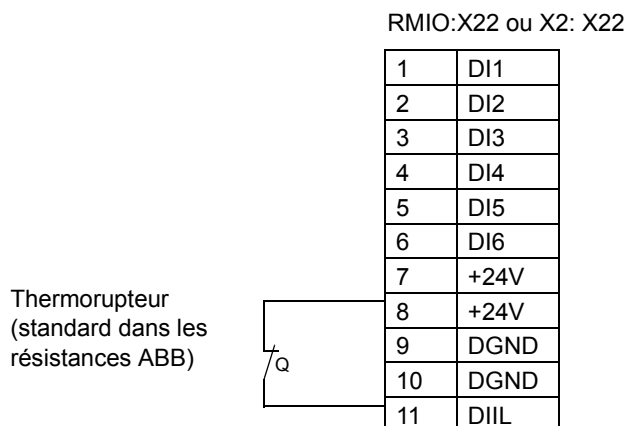 RMIO:X22 ou X2: X22
1 DI1
2 DI2
3 DI3
4 DI4
5 DI5
6 DI6
7 +24V
8 +24V
9 DGND
10 DGND
11 DIIL
Thermorupteur
(standard dans les
résistances ABB)
Q